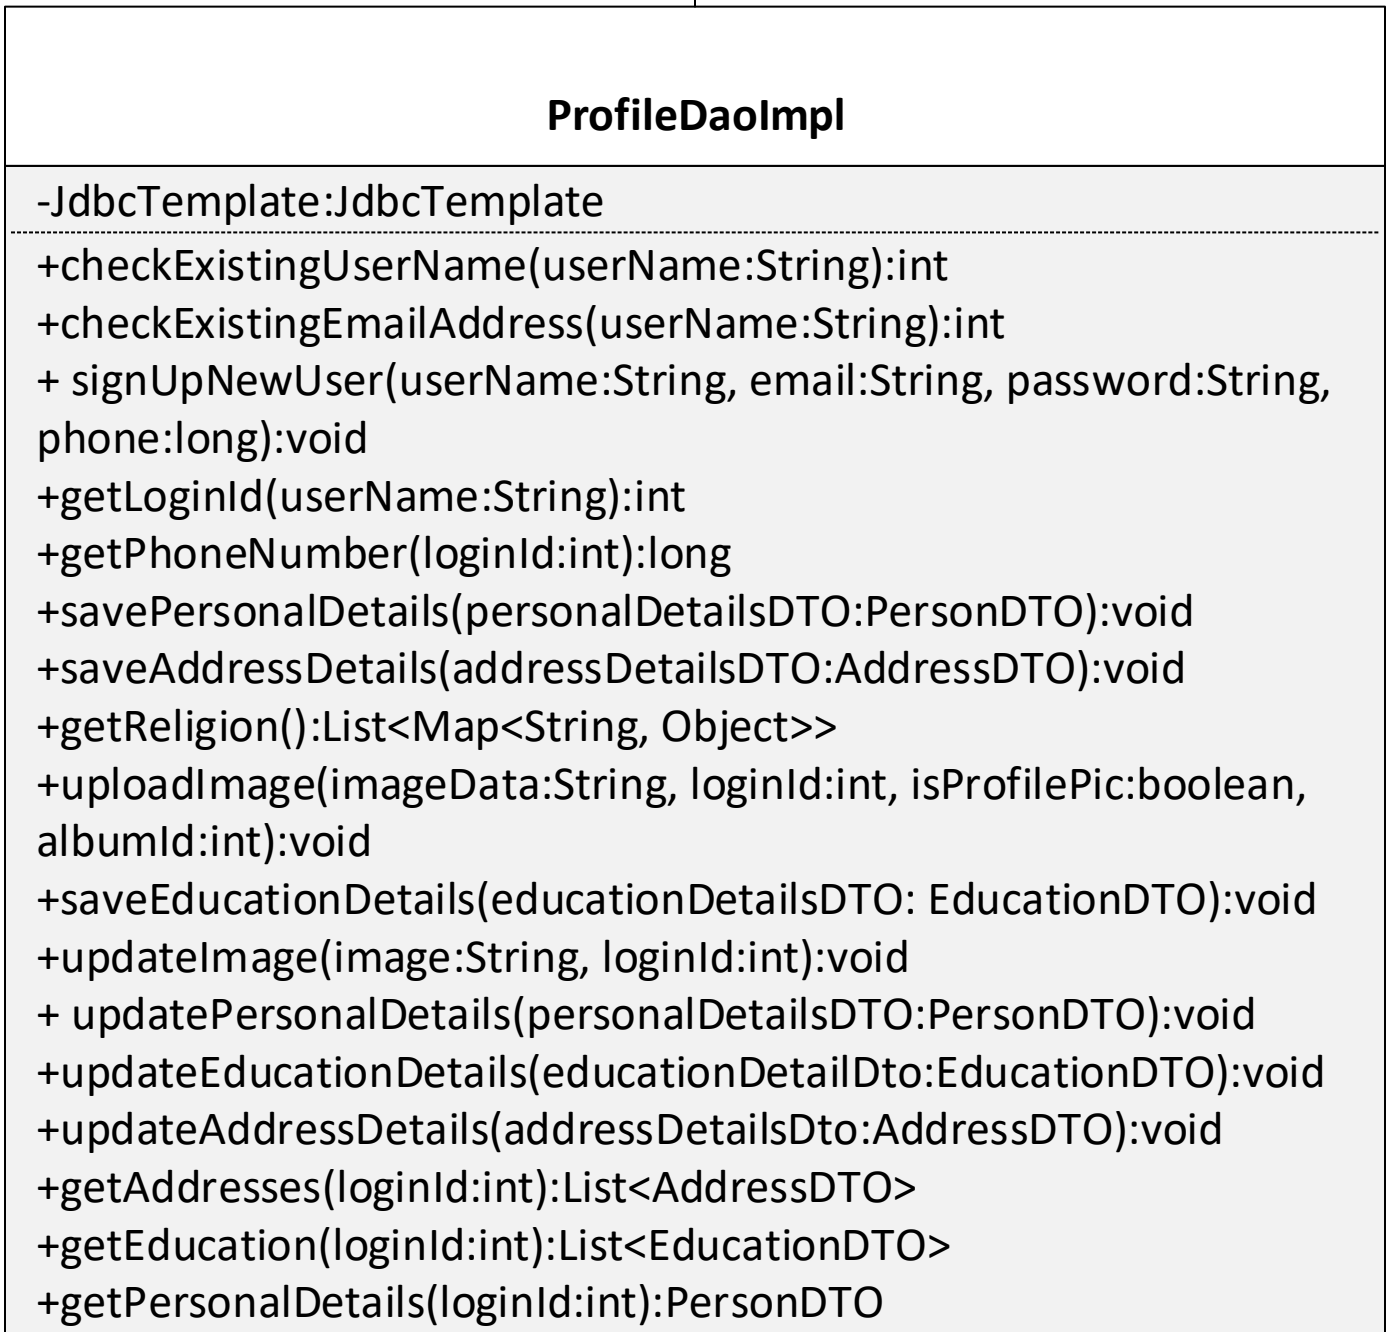 ProfileDaoImpl
-JdbcTemplate:JdbcTemplate
+checkExistingUserName(userName:String):int
+checkExistingEmailAddress(userName:String):int
+ signUpNewUser(userName:String, email:String, password:String,
phone:long):void
+getLoginId(userName:String):int
+getPhoneNumber(loginId:int):long
+savePersonalDetails(personalDetailsDTO:PersonDTO):void
+saveAddressDetails(addressDetailsDTO:AddressDTO):void
+getReligion():List<Map<String, Object>>
+uploadImage(imageData:String, loginId:int, isProfilePic:boolean,
albumId:int):void
+saveEducationDetails(educationDetailsDTO: EducationDTO):void
+updateImage(image:String, loginId:int):void
+ updatePersonalDetails(personalDetailsDTO:PersonDTO):void
+updateEducationDetails(educationDetailDto:EducationDTO):void
+updateAddressDetails(addressDetailsDto:AddressDTO):void
+getAddresses(loginId:int):List<AddressDTO>
+getEducation(loginId:int):List<EducationDTO>
+getPersonalDetails(loginId:int):PersonDTO